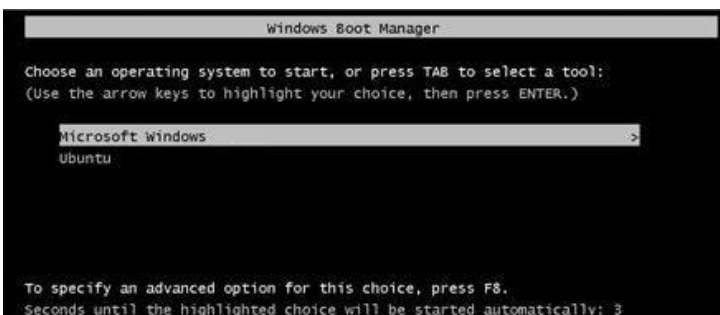 Windows Boot Manager
Choose an operating system to start, or press TAB to select a tool:
(Use the arrow keys to highlight your choice, then press ENTER.)
Microsoft Windows >
Ubuntu
To specify an advanced option for this choice, press F8.
Seconds until the highlighted choice will be started automatically: 3